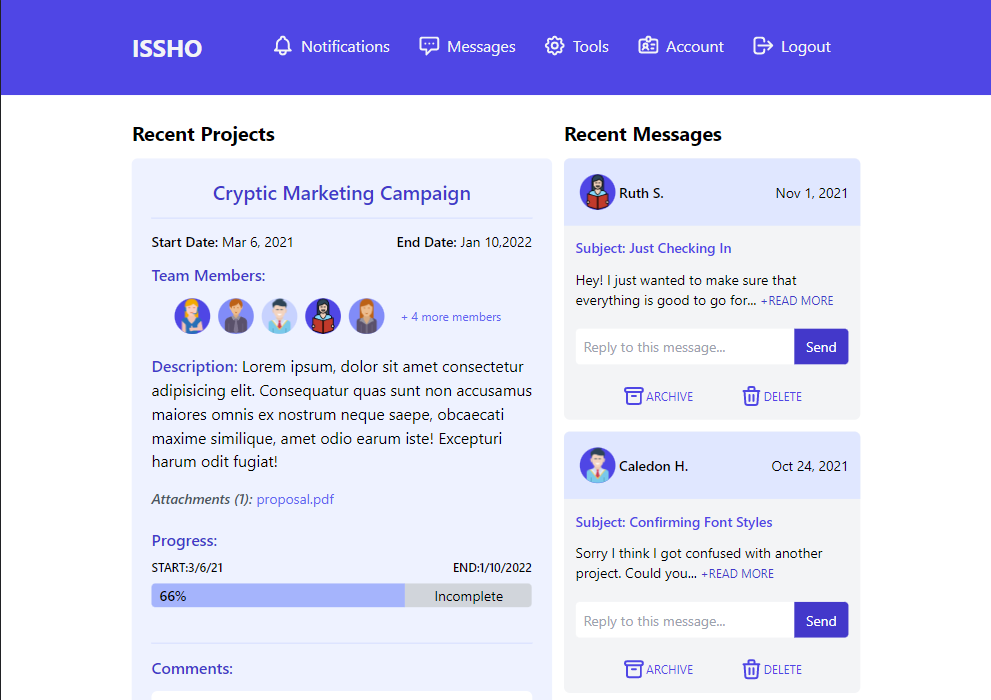 ISSHO Notifications Messages Tools Account Logout
Recent Projects
Cryptic Marketing Campaign
Start Date: Mar 6, 2021 End Date: Jan 10,2022
Team Members:
+ 4 more members
Description: Lorem ipsum, dolor sit amet consectetur
adipisicing elit. Consequatur quas sunt non accusamus
maiores omnis ex nostrum neque saepe, obcaecati
maxime similique, amet odio earum iste! Excepturi
harum odit fugiat!
Attachments (1): proposal.pdf
Progress:
START:3/6/21 END:1/10/2022
66% Incomplete
Comments:
Recent Messages
Ruth S. Nov 1, 2021
Subject: Just Checking In
Hey! I just wanted to make sure that
everything is good to go for... +READ MORE
Reply to this message... Send
ARCHIVE DELETE
Caledon H. Oct 24, 2021
Subject: Confirming Font Styles
Sorry I think I got confused with another
project. Could you... +READ MORE
Reply to this message... Send
ARCHIVE DELETE